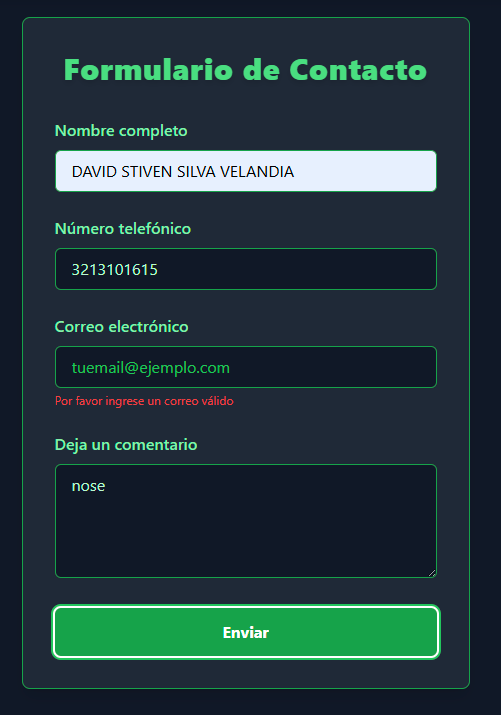 Formulario de Contacto
Nombre completo
DAVID STIVEN SILVA VELANDIA
Número telefónico
3213101615
Correo electrónico
tuemail@ejemplo.com
Por favor ingrese un correo válido
Deja un comentario
nose
Enviar